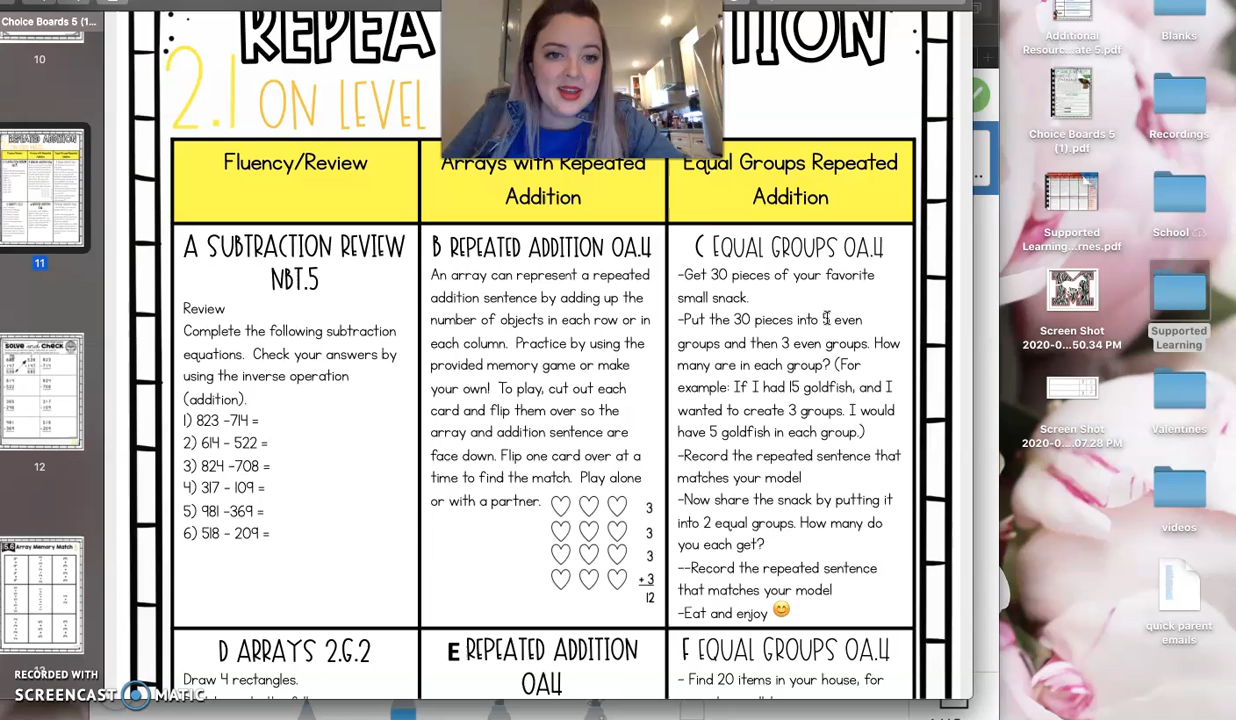 Choice Boards 5 (1...
10
11
12
REPEA
ITION
2.1 ON LEVEL
Fluency/Review
Arrays with Repeated
Addition
Equal Groups Repeated
Addition
A SUBTRACTION REVIEW
NBT.5
Review
Complete the following subtraction
equations. Check your answers by
using the inverse operation
(addition).
1) 823 -714 =
2) 614 - 522 =
3) 824 -708 =
4) 317 - 109 =
5) 981 -369 =
6) 518 - 209 =
B REPEATED ADDITION OA.4
An array can represent a repeated
addition sentence by adding up the
number of objects in each row or in
each column. Practice by using the
provided memory game or make
your own! To play, cut out each
card and flip them over so the
array and addition sentence are
face down. Flip one card over at a
time to find the match. Play alone
or with a partner.
3
3
3
+ 3
12
C EQUAL GROUPS OA.4
-Get 30 pieces of your favorite
small snack.
-Put the 30 pieces into 5 even
groups and then 3 even groups. How
many are in each group? (For
example: If I had 15 goldfish, and I
wanted to create 3 groups. I would
have 5 goldfish in each group.)
-Record the repeated sentence that
matches your model
-Now share the snack by putting it
into 2 equal groups. How many do
you each get?
--Record the repeated sentence
that matches your model
-Eat and enjoy 😊
D ARRAYS 2.G.2
Draw 4 rectangles.
E REPEATED ADDITION
OA4
F EQUAL GROUPS OA.4
- Find 20 items in your house, for
Additional
Resourc...ate 5.pdf
Blanks
Choice Boards 5
(1).pdf
Recordings
Supported
Learning...rmes.pdf
School
Screen Shot
2020-0...50.34 PM
Supported
Learning
Screen Shot
2020-0....07.28 PM
Valentines
videos
quick parent
emails
Solve and Check
Array Memory Match
RECORDED WITH
SCREENCAST MATIC